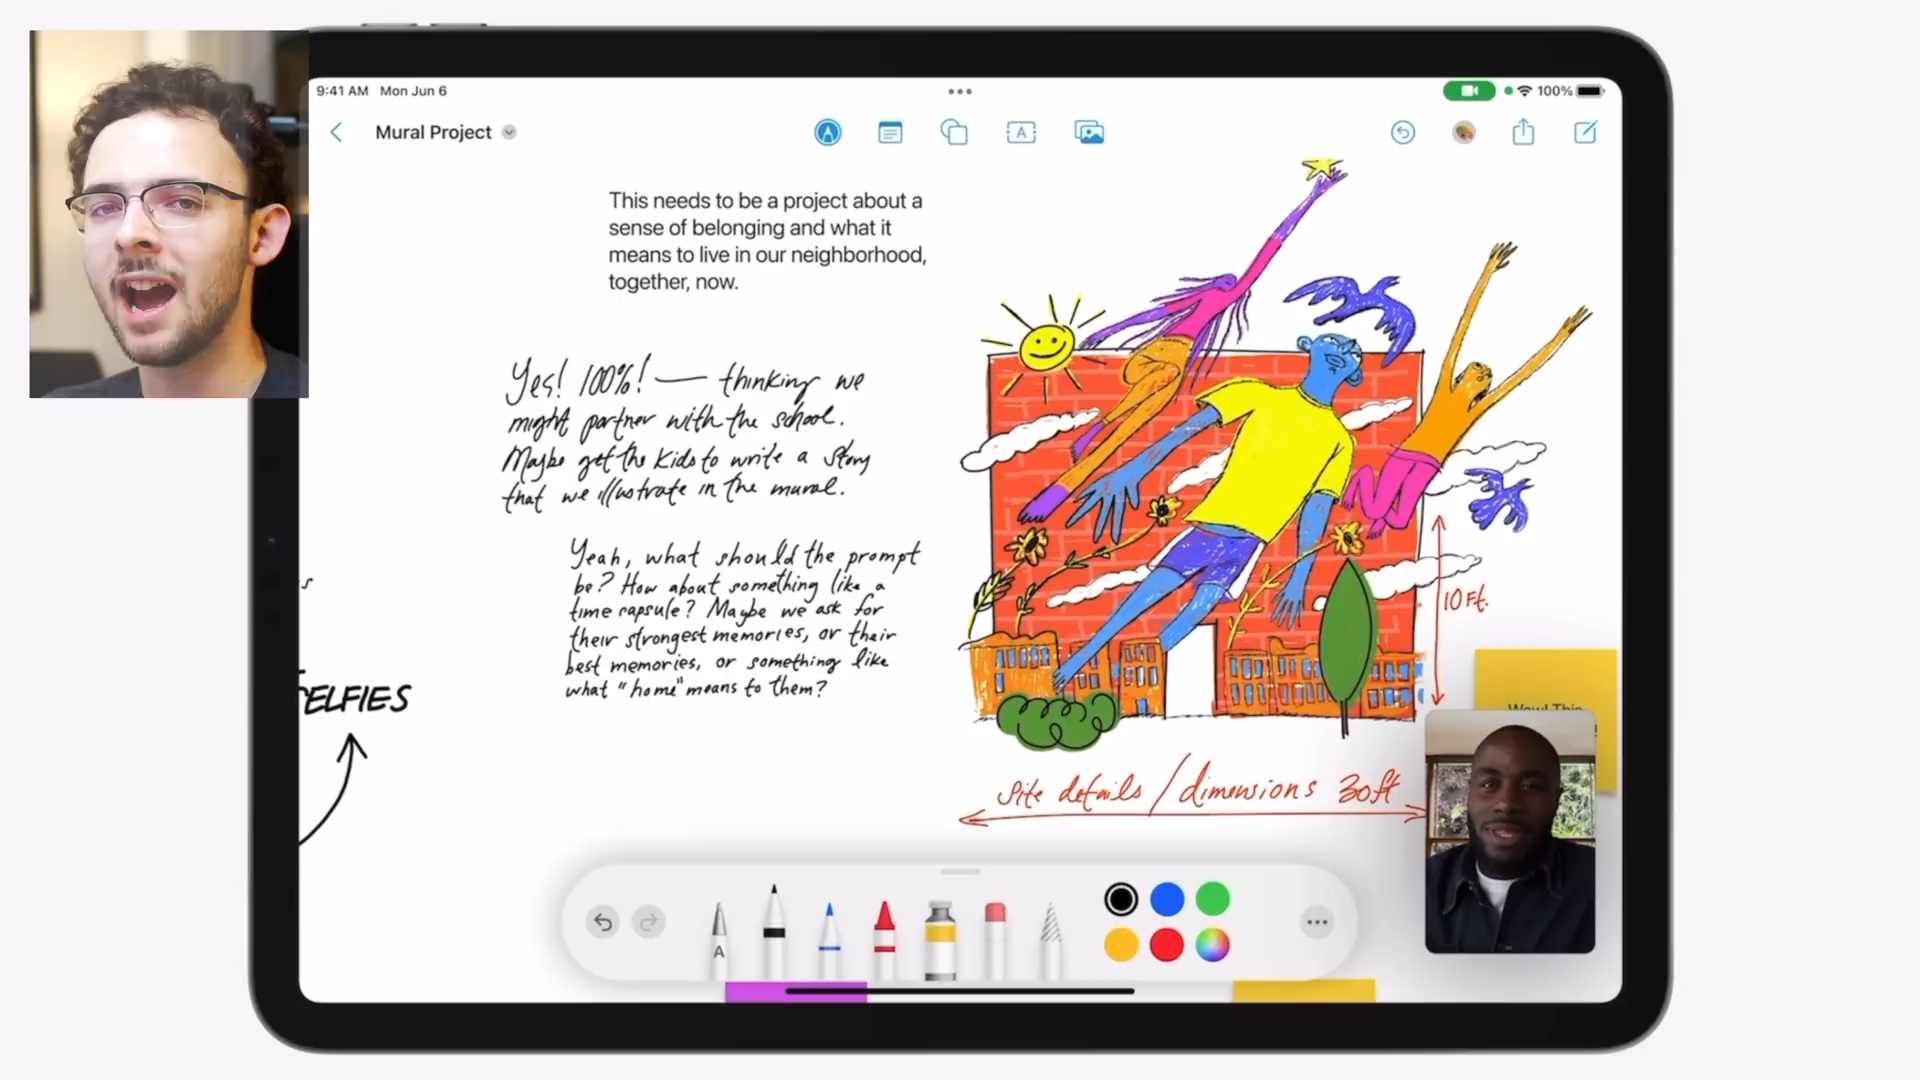 9:41 AM Mon Jun 6
100%
Mural Project
A
This needs to be a project about a
sense of belonging and what it
means to live in our neighborhood,
together, now.
Yes! 100%! — thinking we
might partner with the school.
Maybe get the kids to write a story
that we illustrate in the mural.
Yeah, what should the prompt
be? How about something like a
time capsule? Maybe we ask for
their strongest memories, or their
best memories, or something like
what "home" means to them?
s
ELFIES
10 Ft.
Wow! This
Site details / dimensions 30ft
A